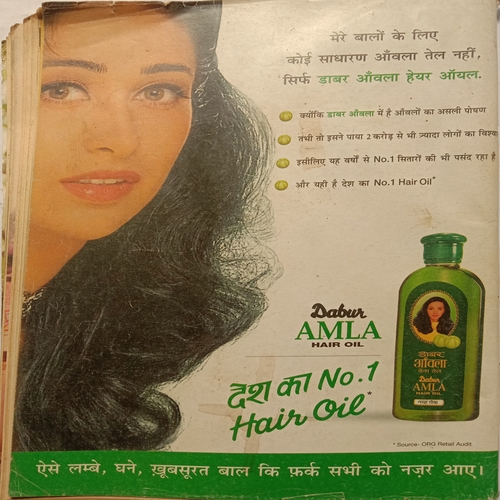 मेरे बालों के लिए
कोई साधारण आँवला तेल नहीं,
सिर्फ डाबर आँवला हेयर ऑयल.
क्योंकि डाबर आँवला में है आँवलों का असली पोषण
तभी तो इसने पाया 2 करोड़ से भी ज़्यादा लोगों का
इसीलिए यह वर्षों से No.1 सितारों की भी पसंद रहा है
और यही है देश का No.1 Hair Oil*
Dabur
AMLA
HAIR OIL
डाबर
आँवला
केश तेल
Dabur
AMLA
HAIR OIL
देश का No.1
Hair Oil*
* Source- ORG Retail Audit
ऐसे लम्बे, घने, ख़ूबसूरत बाल कि फ़र्क सभी को नज़र आए।